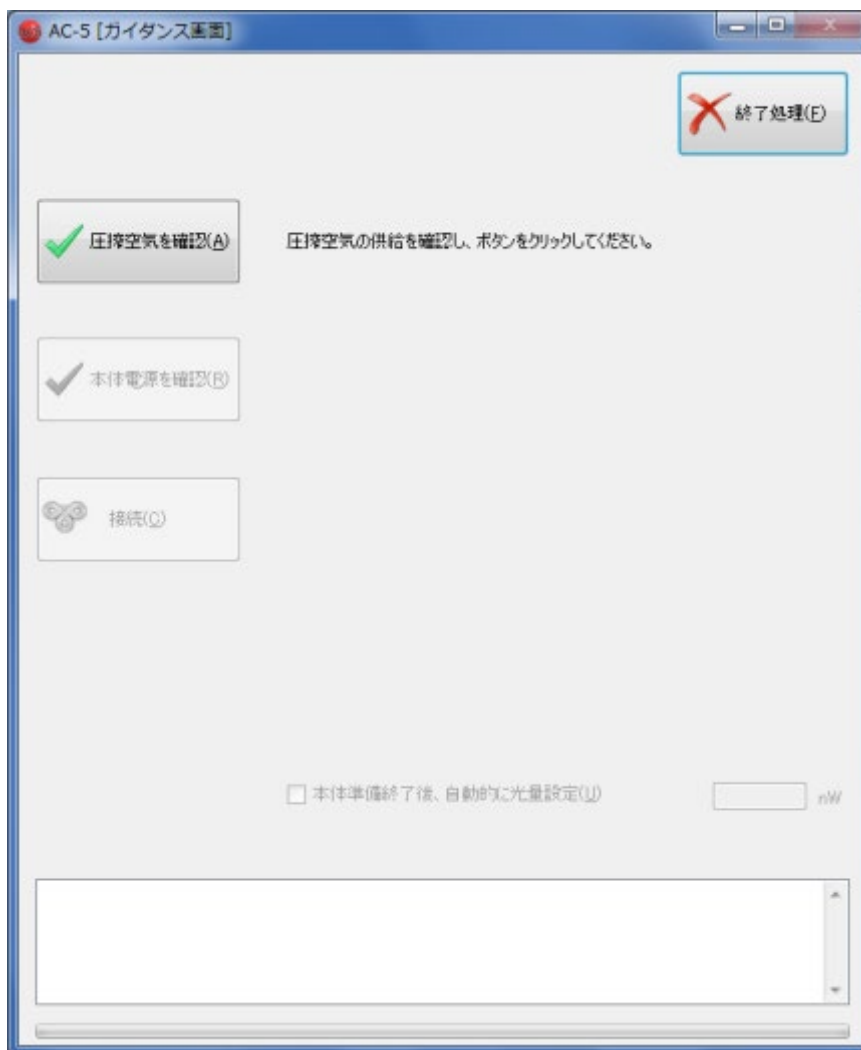 AC-5 [ガイダンス画面]
終了処理(F)
圧搾空気を確認(A)
圧搾空気の供給を確認し、ボタンをクリックしてください。
本体電源を確認(R)
接続(C)
本体準備終了後、自動的に光量設定(U)
nW